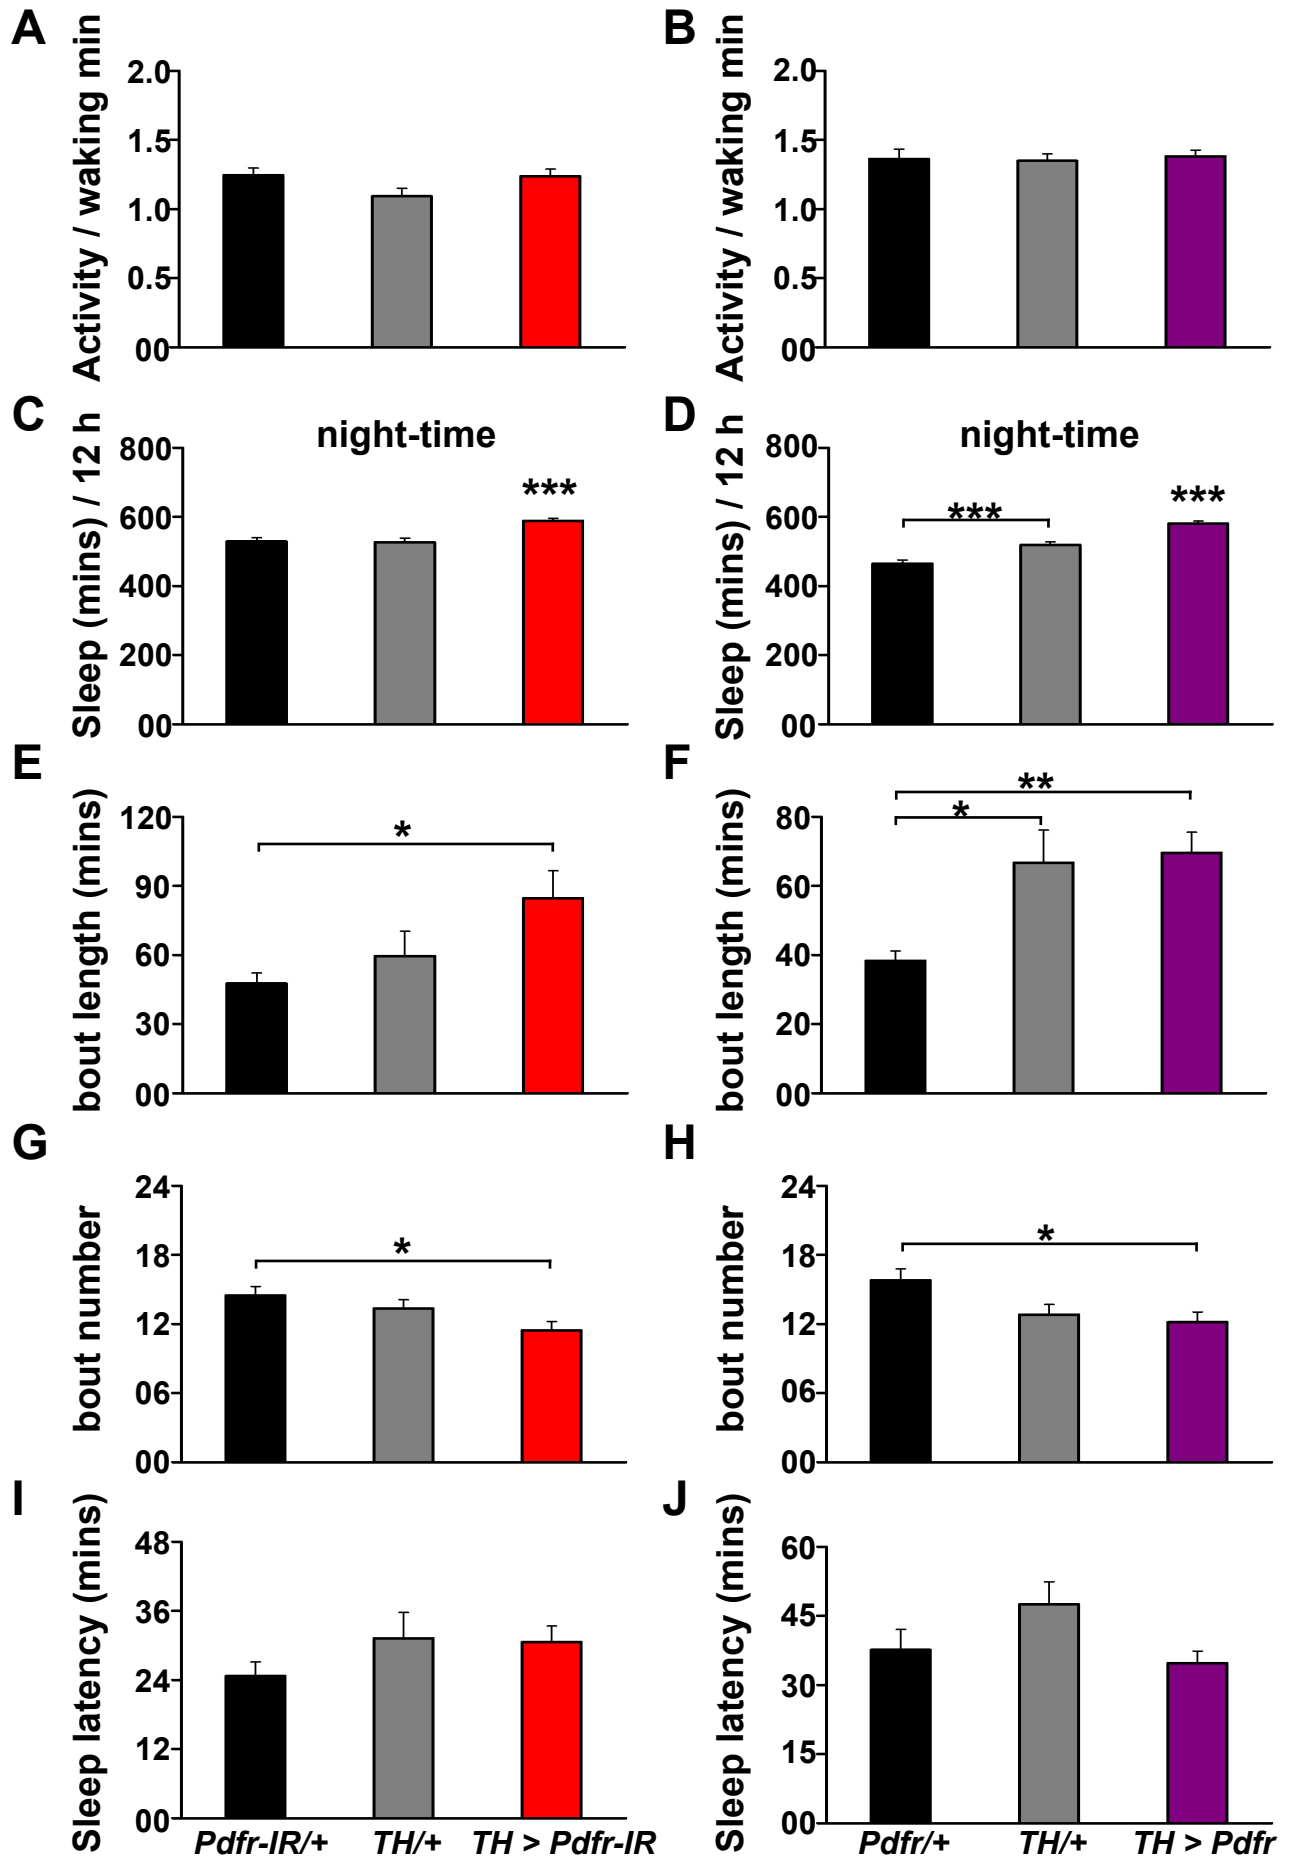 A
B
Activity / waking min
2.0
1.5
1.0
0.5
00
Activity / waking min
2.0
1.5
1.0
0.5
00
C
D
Sleep (mins) / 12 h
night-time
800
600
400
200
00
***
Sleep (mins) / 12 h
night-time
800
600
400
200
00
***
***
E
F
bout length (mins)
120
90
60
30
00
*
bout length (mins)
80
60
40
20
00
**
*
G
H
bout number
24
18
12
06
00
*
bout number
24
18
12
06
00
*
I
J
Sleep latency (mins)
48
36
24
12
00
Pdfr-IR/+ TH/+ TH > Pdfr-IR
Sleep latency (mins)
60
45
30
15
00
Pdfr/+ TH/+ TH > Pdfr